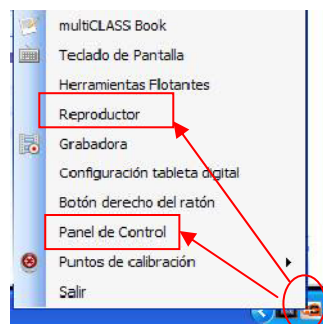 multiCLASS Book
Teclado de Pantalla
Herramientas Flotantes
Reproductor
Grabadora
Configuración tableta digital
Botón derecho del ratón
Panel de Control
Puntos de calibración
Salir